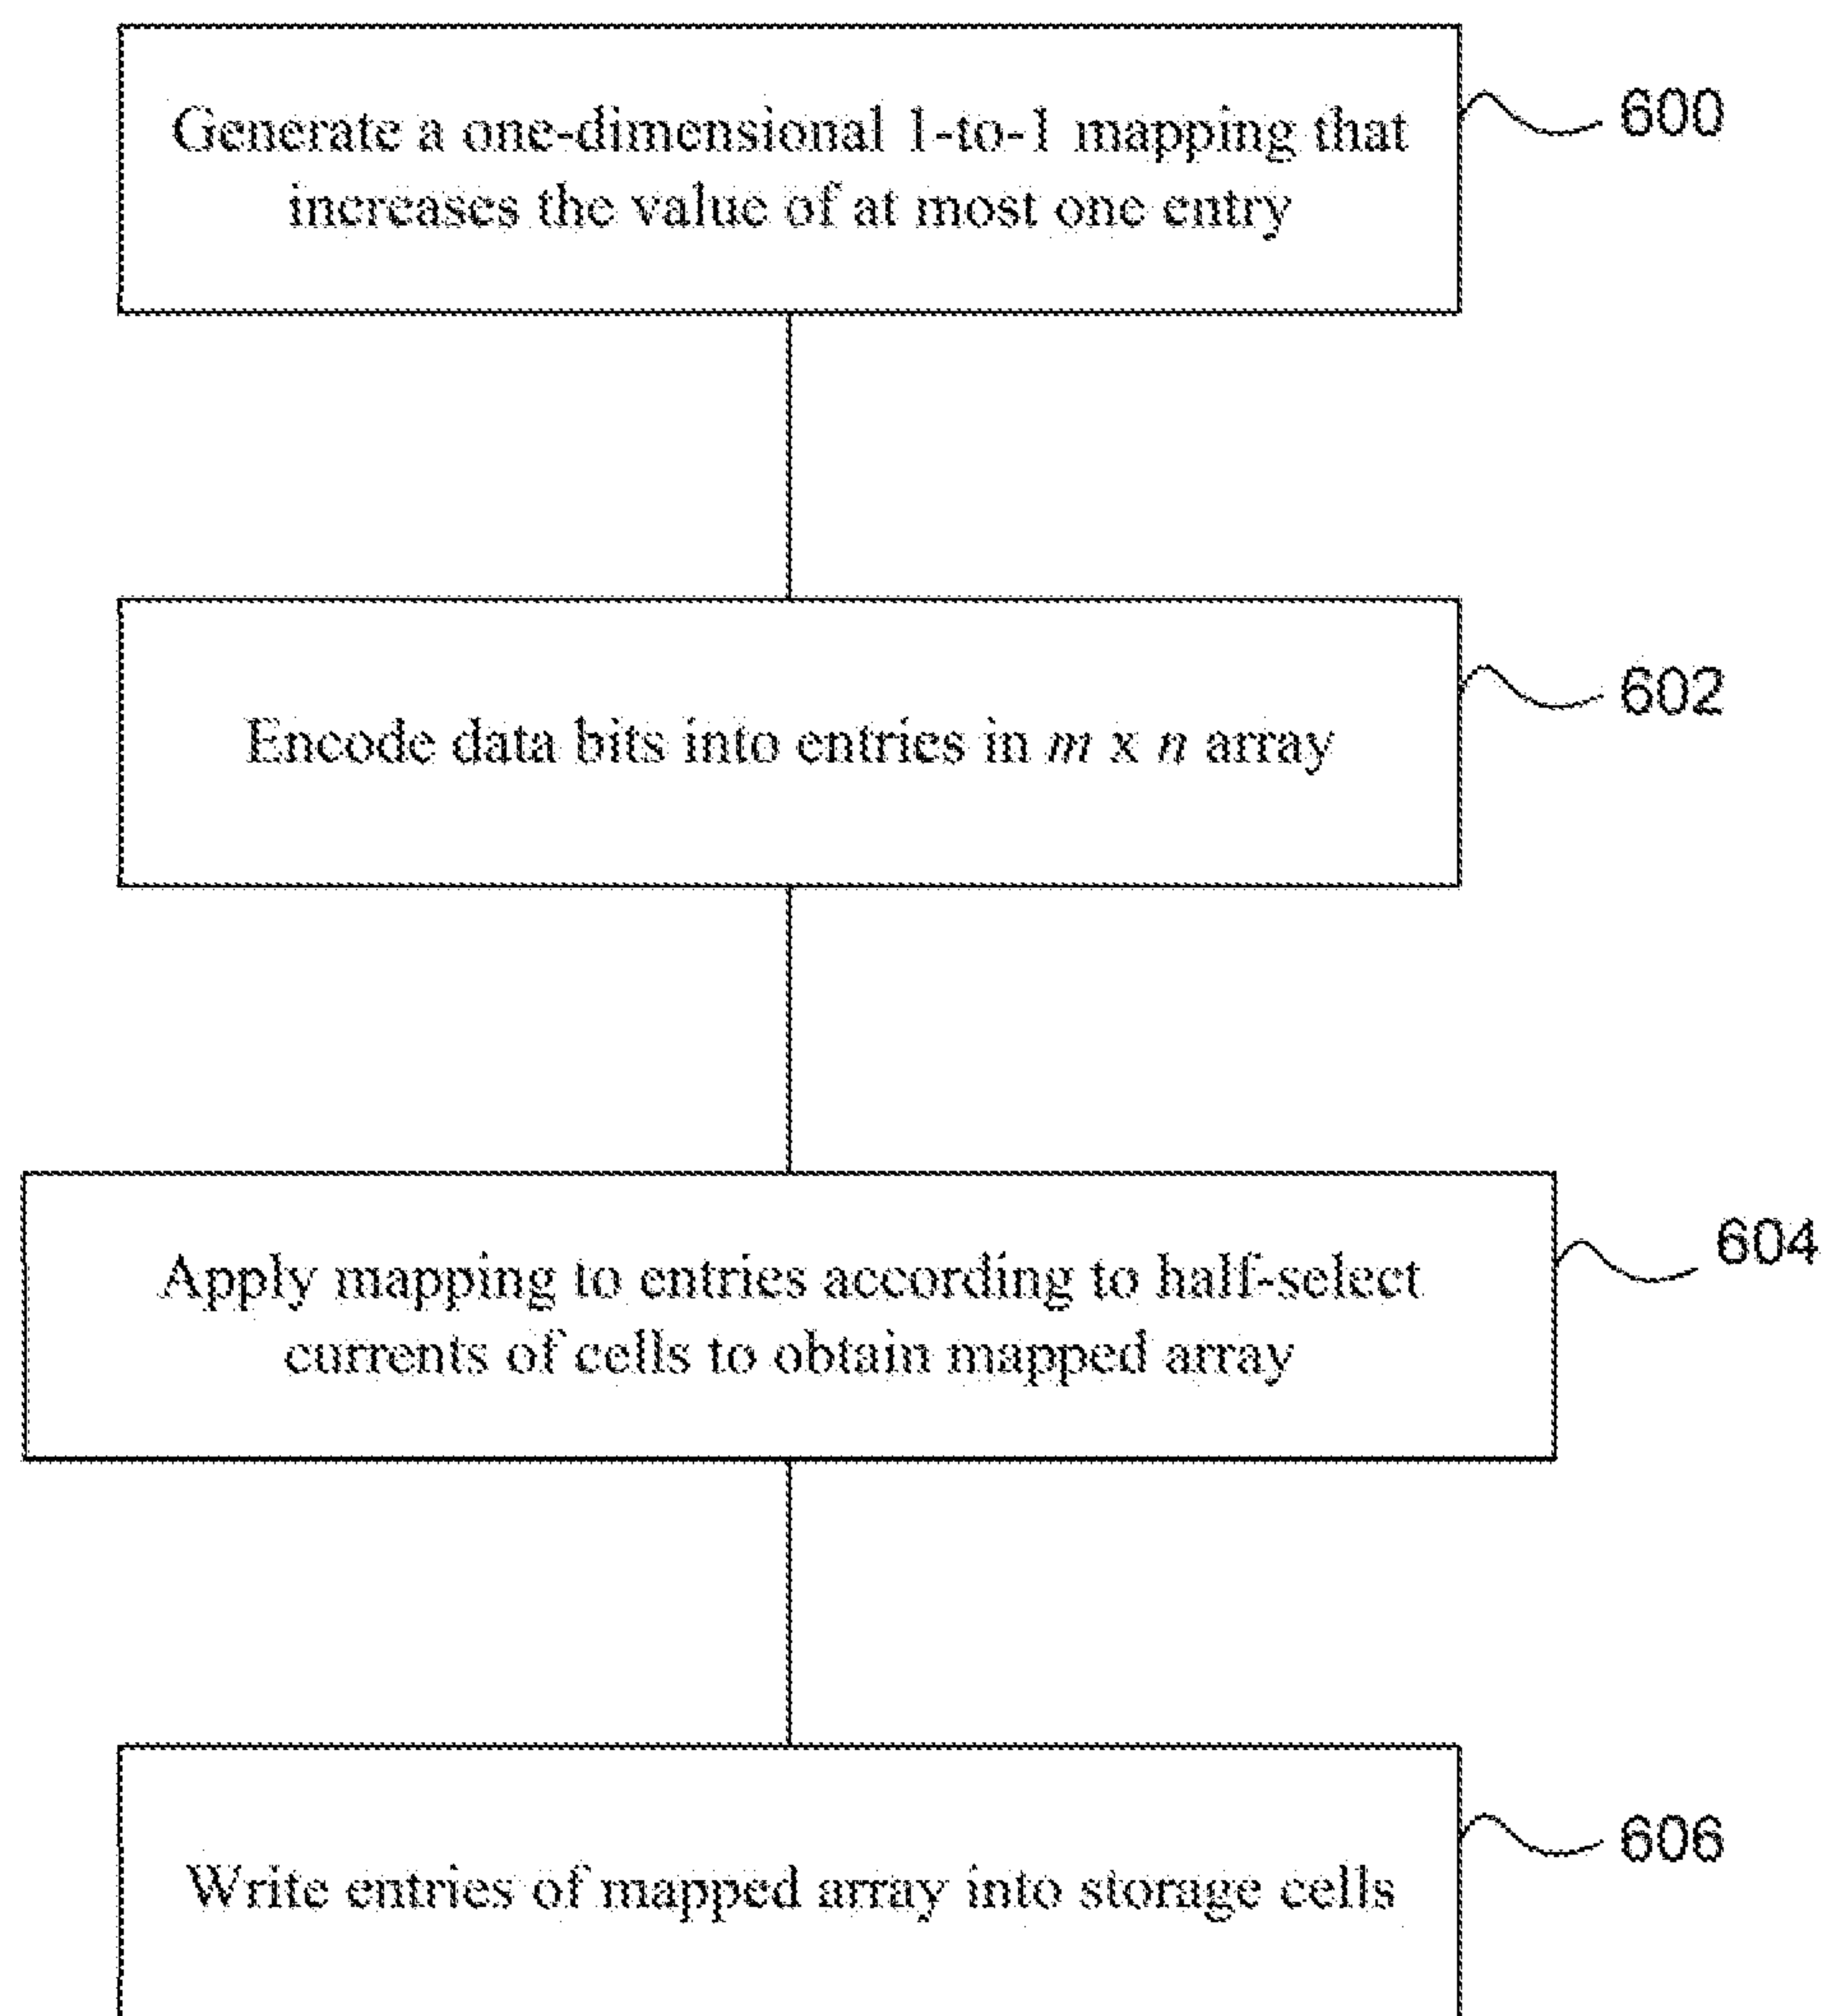 Generate a one-dimensional 1-to-1 mapping that
increases the value of at most one entry
600
Encode data bits into entries in m x n array
602
Apply mapping to entries according to half-select
currents of cells to obtain mapped array
604
Write entries of mapped array into storage cells
606